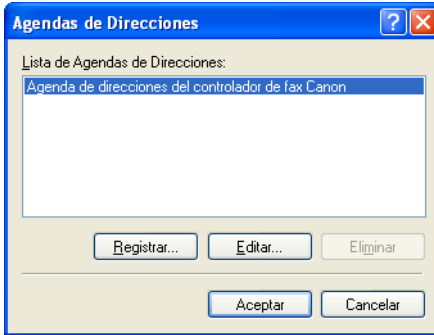 Agendas de Direcciones
Lista de Agendas de Direcciones:
Agenda de direcciones del controlador de fax Canon
Registrar... Editar... Eliminar
Aceptar Cancelar